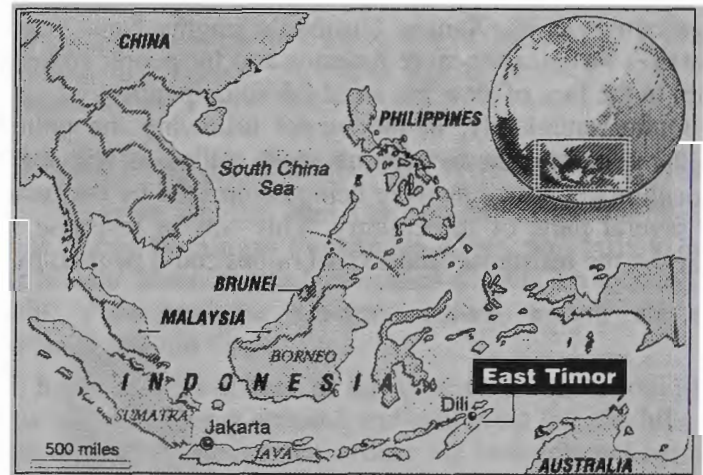 CHINA
PHILIPPINES
South China
Sea
BRUNEI
MALAYSIA
BORNEO
INDONESIA
East Timor
SUMATRA
Dili
Jakarta
500 miles
JAVA
AUSTRALIA